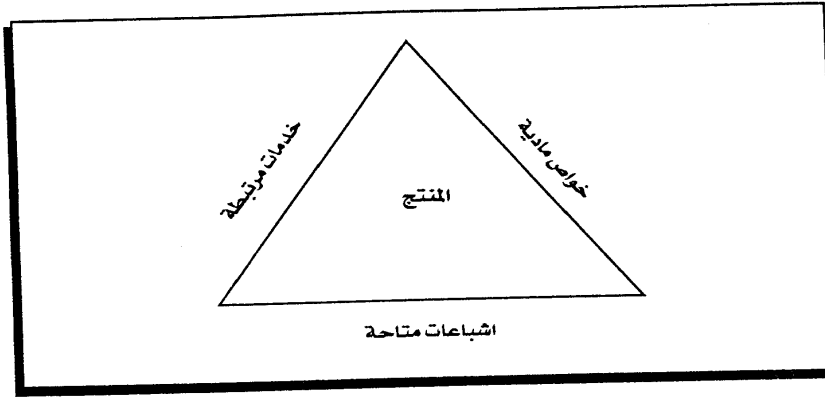 خواص مادية
خدمات مرتبطة
المنتج
اشباعات متاحة